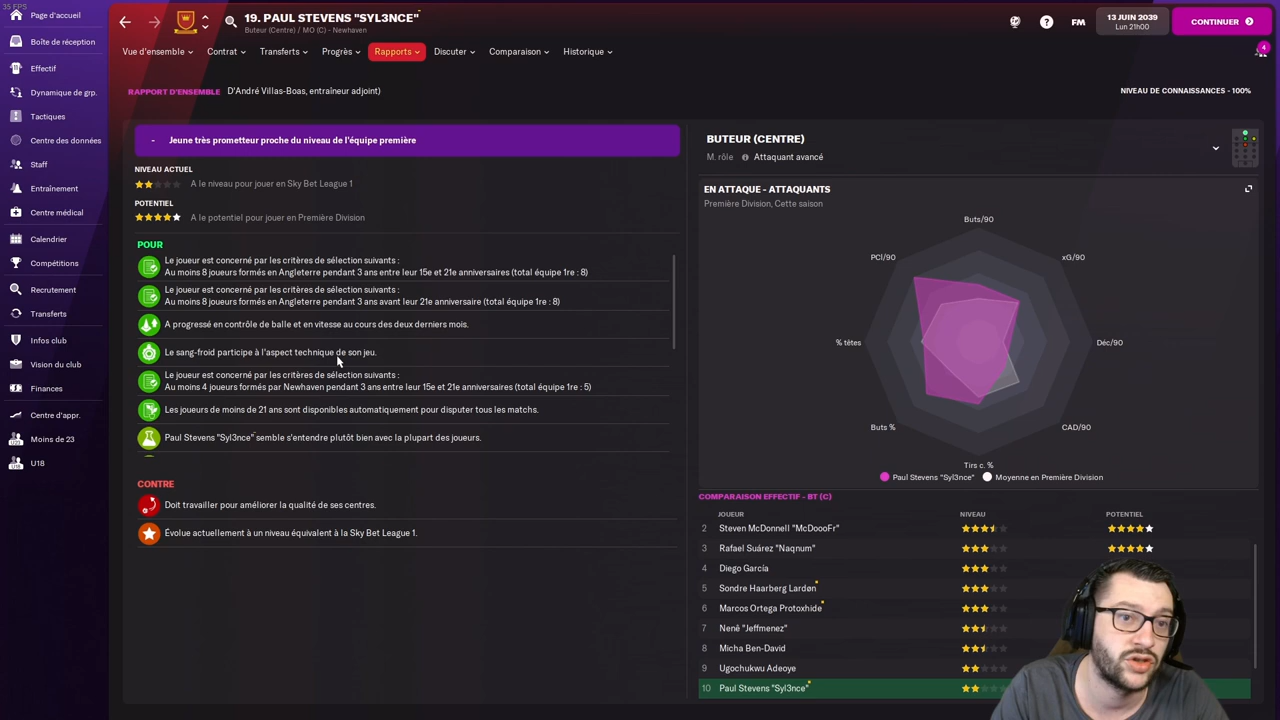 35 FPS
Page d'accueil
Boîte de réception
Effectif
Dynamique de grp.
Tactiques
Centre des données
Staff
Entraînement
Centre médical
Calendrier
Compétitions
Recrutement
Transferts
Infos club
Vision du club
Finances
Centre d'appr.
Moins de 23
U18
19. PAUL STEVENS "SYL3NCE"
Buteur (Centre) / MO (C) - Newhaven
FM
13 JUIN 2039
Lun 21h00
CONTINUER
4
Vue d'ensemble
Contrat
Transferts
Progrès
Rapports
Discuter
Comparaison
Historique
RAPPORT D'ENSEMBLE D'André Villas-Boas, entraîneur adjoint)
NIVEAU DE CONNAISSANCES - 100%
- Jeune très prometteur proche du niveau de l'équipe première
NIVEAU ACTUEL
A le niveau pour jouer en Sky Bet League 1
POTENTIEL
A le potentiel pour jouer en Première Division
POUR
Le joueur est concerné par les critères de sélection suivants :
Au moins 8 joueurs formés en Angleterre pendant 3 ans entre leur 15e et 21e anniversaires (total équipe 1re : 8)
Le joueur est concerné par les critères de sélection suivants :
Au moins 8 joueurs formés en Angleterre pendant 3 ans avant leur 21e anniversaire (total équipe 1re : 8)
A progressé en contrôle de balle et en vitesse au cours des deux derniers mois.
Le sang-froid participe à l'aspect technique de son jeu.
Le joueur est concerné par les critères de sélection suivants :
Au moins 4 joueurs formés par Newhaven pendant 3 ans entre leur 15e et 21e anniversaires (total équipe 1re : 5)
Les joueurs de moins de 21 ans sont disponibles automatiquement pour disputer tous les matchs.
Paul Stevens "Syl3nce" semble s'entendre plutôt bien avec la plupart des joueurs.
CONTRE
Doit travailler pour améliorer la qualité de ses centres.
Évolue actuellement à un niveau équivalent à la Sky Bet League 1.
BUTEUR (CENTRE)
M. rôle Attaquant avancé
EN ATTAQUE - ATTAQUANTS
Première Division, Cette saison
Buts/90
PCl/90
xG/90
% têtes
Déc/90
Buts %
CAD/90
Tirs c. %
Paul Stevens "Syl3nce"
Moyenne en Première Division
COMPARAISON EFFECTIF - BT (C)
JOUEUR NIVEAU POTENTIEL
2 Steven McDonnell "McDoooFr"
3 Rafael Suárez "Naqnum"
4 Diego García
5 Sondre Haarberg Lardøn
6 Marcos Ortega Protoxhide
7 Nenê "Jeffmenez"
8 Micha Ben-David
9 Ugochukwu Adeoye
10 Paul Stevens "Syl3nce"